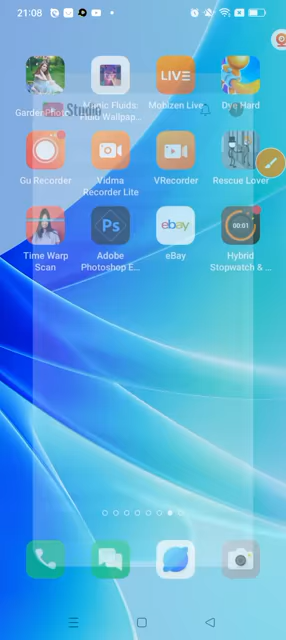 21:08
Studio
Garden Photo Magic Fluids: Mobizen Live Dye Hard
Fluid Wallpap...
LIVE
Gu Recorder Vidma VRecorder Rescue Lover
Recorder Lite
Ps ebay 00:01
Time Warp Adobe eBay Hybrid
Scan Photoshop E... Stopwatch & ...